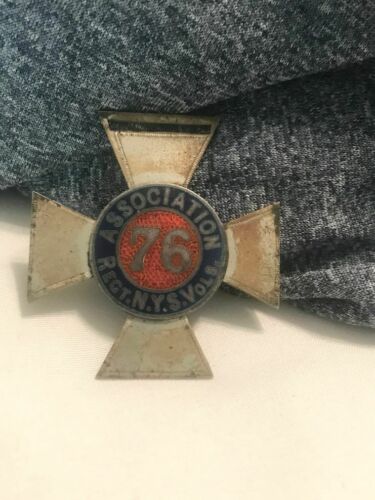 ASSOCIATION
76
REGT. N.Y.S. VOLS.